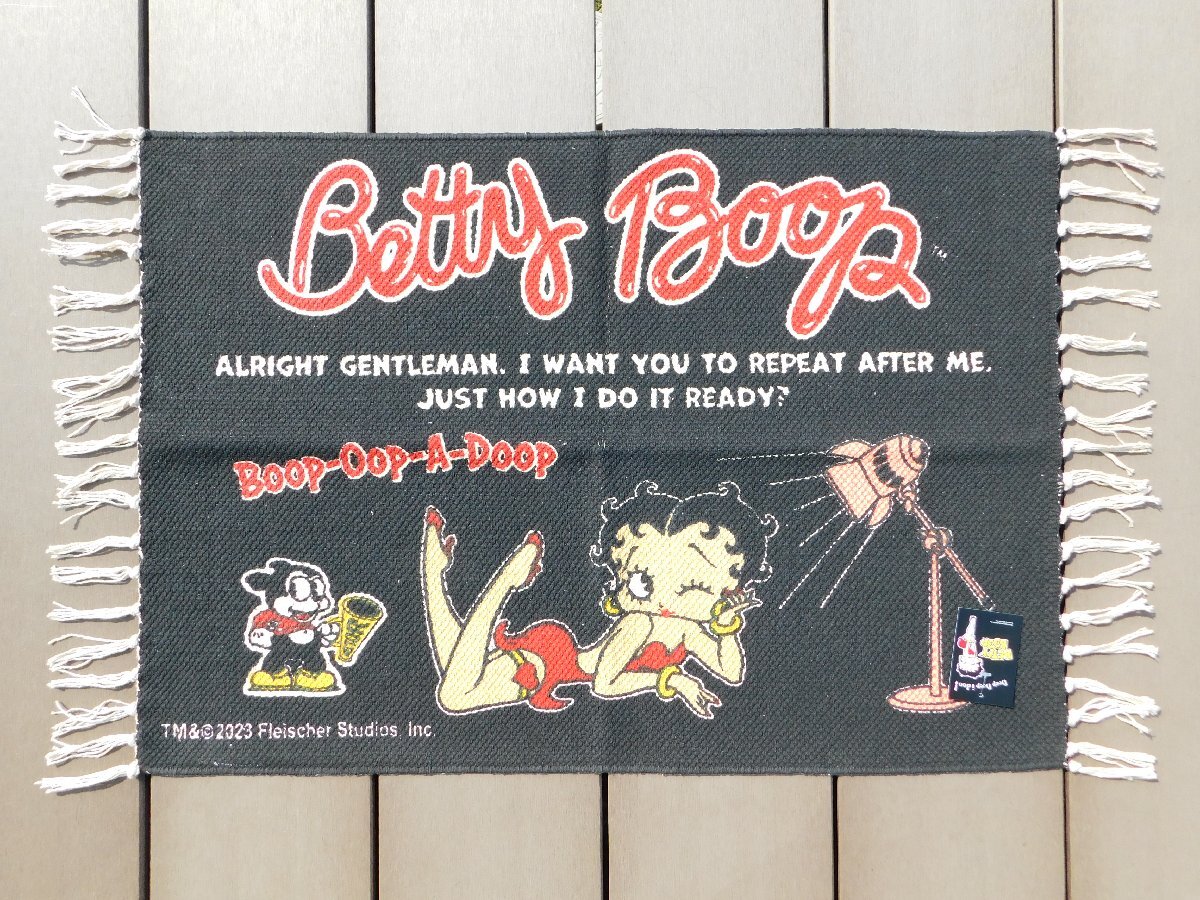 Betty Boop ™
ALRIGHT GENTLEMAN. I WANT YOU TO REPEAT AFTER ME.
JUST HOW I DO IT READY?
BOOP-OOP-A-DOOP
TM&©2023 Fleischer Studios, Inc.